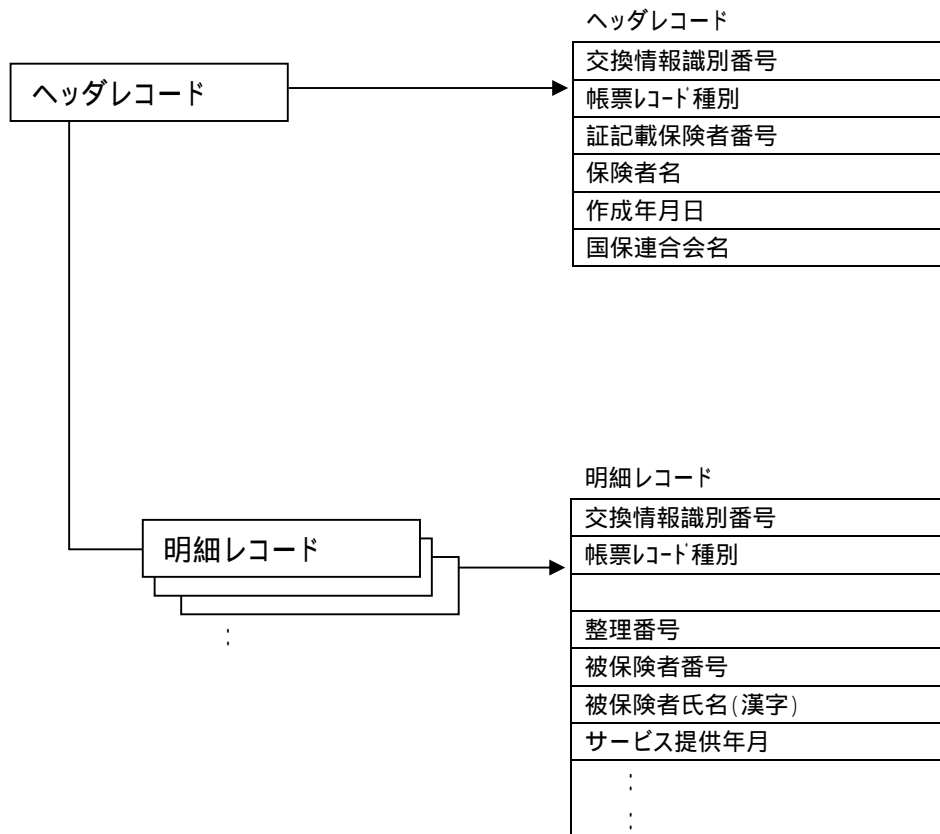 ヘッダレコード
ヘッダレコード
交換情報識別番号
帳票ﾚｺｰﾄﾞ種別
証記載保険者番号
保険者名
作成年月日
国保連合会名
明細レコード
明細レコード
交換情報識別番号
帳票ﾚｺｰﾄﾞ種別
整理番号
被保険者番号
被保険者氏名(漢字)
サービス提供年月
:
:
: